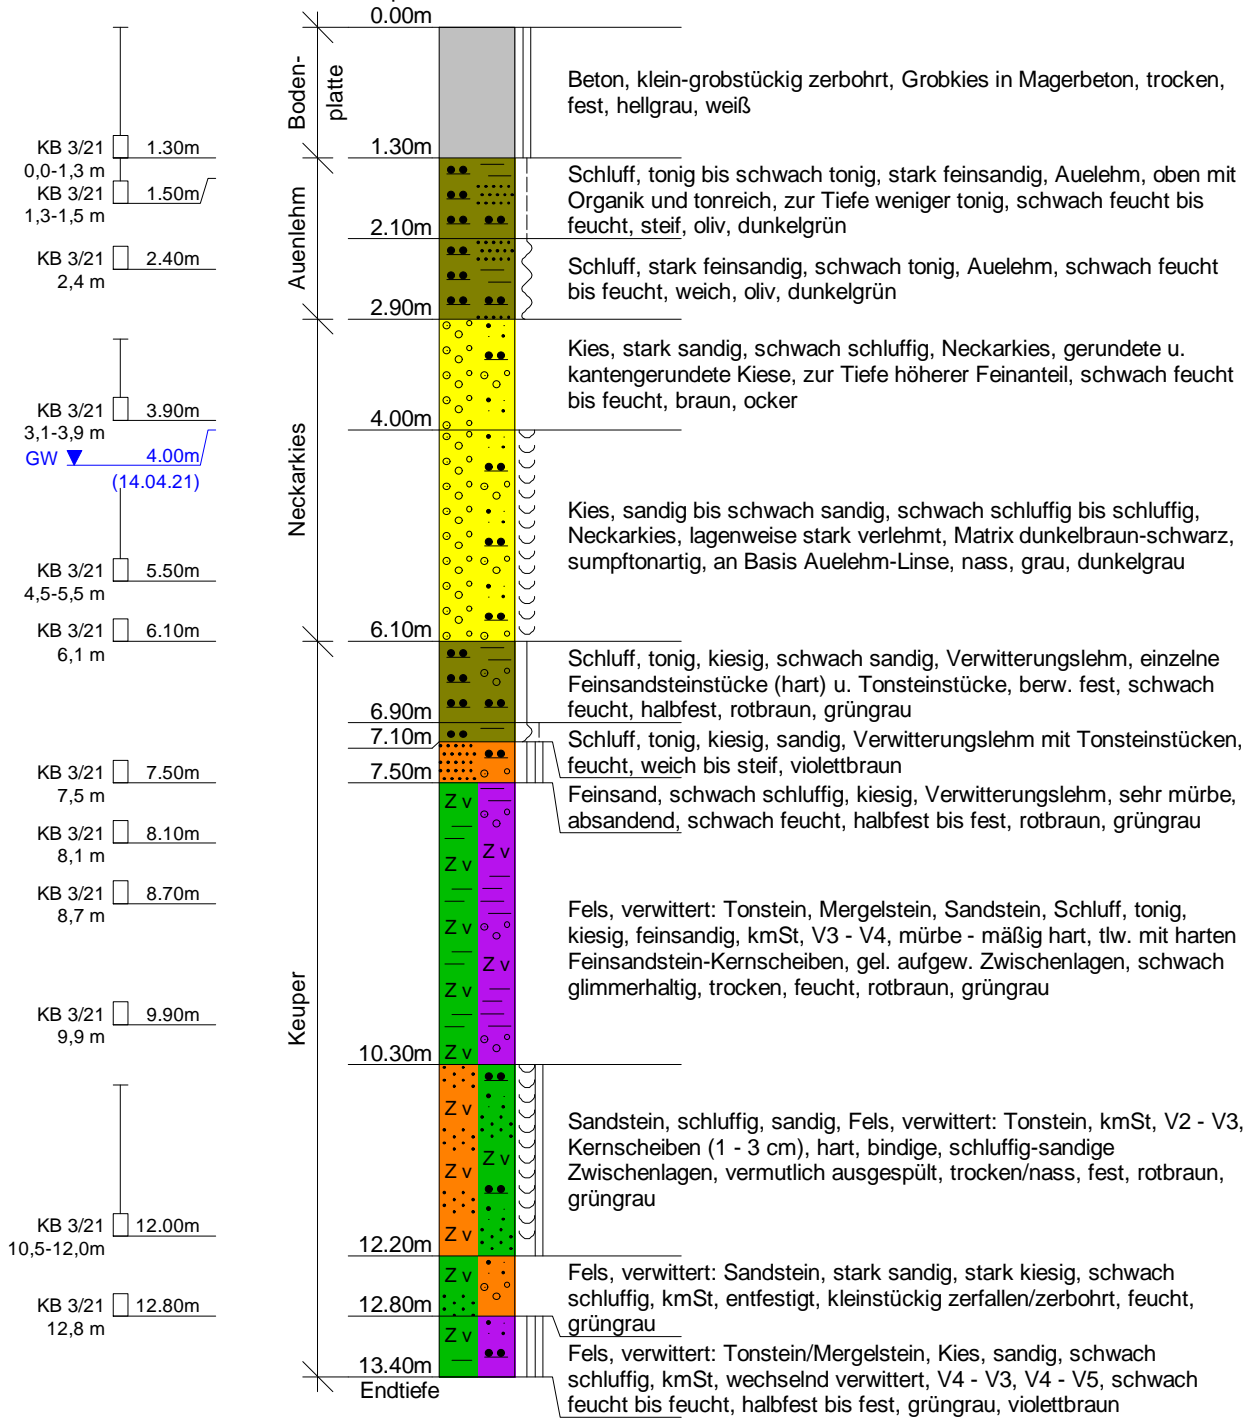 0.00m
Boden-
platte
Beton, klein-grobstückig zerbohrt, Grobkies in Magerbeton, trocken,
fest, hellgrau, weiß
KB 3/21 1.30m
0,0-1,3 m
1.30m
KB 3/21 1.50m
1,3-1,5 m
Auenlehm
Schluff, tonig bis schwach tonig, stark feinsandig, Auelehm, oben mit
Organik und tonreich, zur Tiefe weniger tonig, schwach feucht bis
feucht, steif, oliv, dunkelgrün
2.10m
KB 3/21 2.40m
2,4 m
Schluff, stark feinsandig, schwach tonig, Auelehm, schwach feucht
bis feucht, weich, oliv, dunkelgrün
2.90m
Neckarkies
Kies, stark sandig, schwach schluffig, Neckarkies, gerundete u.
kantengerundete Kiese, zur Tiefe höherer Feinanteil, schwach feucht
bis feucht, braun, ocker
KB 3/21 3.90m
3,1-3,9 m
4.00m
GW 4.00m
(14.04.21)
Kies, sandig bis schwach sandig, schwach schluffig bis schluffig,
Neckarkies, lagenweise stark verlehmt, Matrix dunkelbraun-schwarz,
sumpftonartig, an Basis Auelehm-Linse, nass, grau, dunkelgrau
KB 3/21 5.50m
4,5-5,5 m
KB 3/21 6.10m
6,1 m
6.10m
Keuper
Schluff, tonig, kiesig, schwach sandig, Verwitterungslehm, einzelne
Feinsandsteinstücke (hart) u. Tonsteinstücke, berw. fest, schwach
feucht, halbfest, rotbraun, grüngrau
6.90m
7.10m
Schluff, tonig, kiesig, sandig, Verwitterungslehm mit Tonsteinstücken,
feucht, weich bis steif, violettbraun
KB 3/21 7.50m
7,5 m
7.50m
Feinsand, schwach schluffig, kiesig, Verwitterungslehm, sehr mürbe,
absandend, schwach feucht, halbfest bis fest, rotbraun, grüngrau
Z v
KB 3/21 8.10m
8,1 m
Z v
Z v
KB 3/21 8.70m
8,7 m
Fels, verwittert: Tonstein, Mergelstein, Sandstein, Schluff, tonig,
kiesig, feinsandig, kmSt, V3 - V4, mürbe - mäßig hart, tlw. mit harten
Feinsandstein-Kernscheiben, gel. aufgew. Zwischenlagen, schwach
glimmerhaltig, trocken, feucht, rotbraun, grüngrau
Z v
Z v
Z v
KB 3/21 9.90m
9,9 m
Z v
10.30m
Z v
Z v
Z v
Z v
Sandstein, schluffig, sandig, Fels, verwittert: Tonstein, kmSt, V2 - V3,
Kernscheiben (1 - 3 cm), hart, bindige, schluffig-sandige
Zwischenlagen, vermutlich ausgespült, trocken/nass, fest, rotbraun,
grüngrau
KB 3/21 12.00m
10,5-12,0m
12.20m
Z v
Fels, verwittert: Sandstein, stark sandig, stark kiesig, schwach
schluffig, kmSt, entfestigt, kleinstückig zerfallen/zerbohrt, feucht,
grüngrau
KB 3/21 12.80m
12,8 m
12.80m
Z v
Fels, verwittert: Tonstein/Mergelstein, Kies, sandig, schwach
schluffig, kmSt, wechselnd verwittert, V4 - V3, V4 - V5, schwach
feucht bis feucht, halbfest bis fest, grüngrau, violettbraun
13.40m
Endtiefe